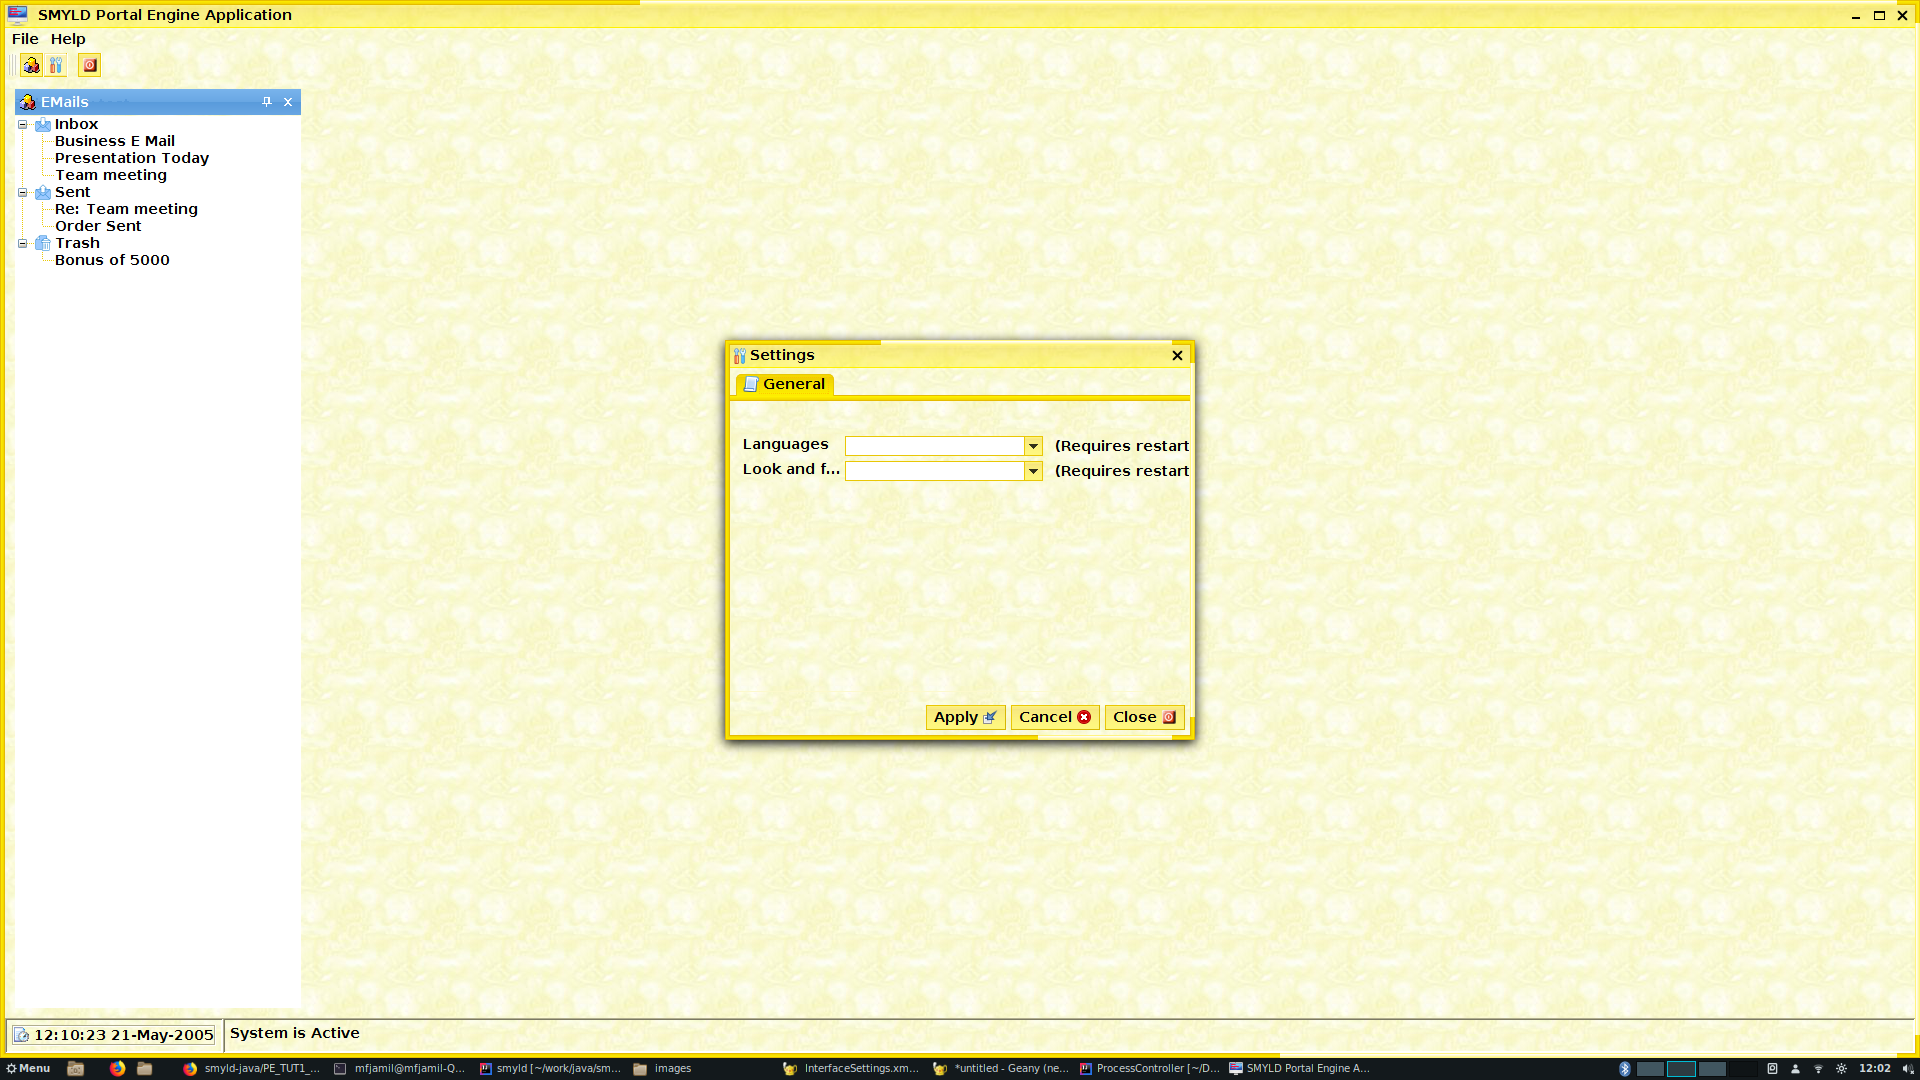 SMYLD Portal Engine Application
File Help
EMails
Inbox
Business E Mail
Presentation Today
Team meeting
Sent
Re: Team meeting
Order Sent
Trash
Bonus of 5000
Settings
General
Languages (Requires restart
Look and f... (Requires restart
Apply Cancel Close
12:10:23 21-May-2005 System is Active
Menu smyld-java/PE_TUT1_... mfjamil@mfjamil-Q... smyld [~/work/java/sm... images InterfaceSettings.xm... *untitled - Geany (ne... ProcessController [~/D... SMYLD Portal Engine A... 12:02